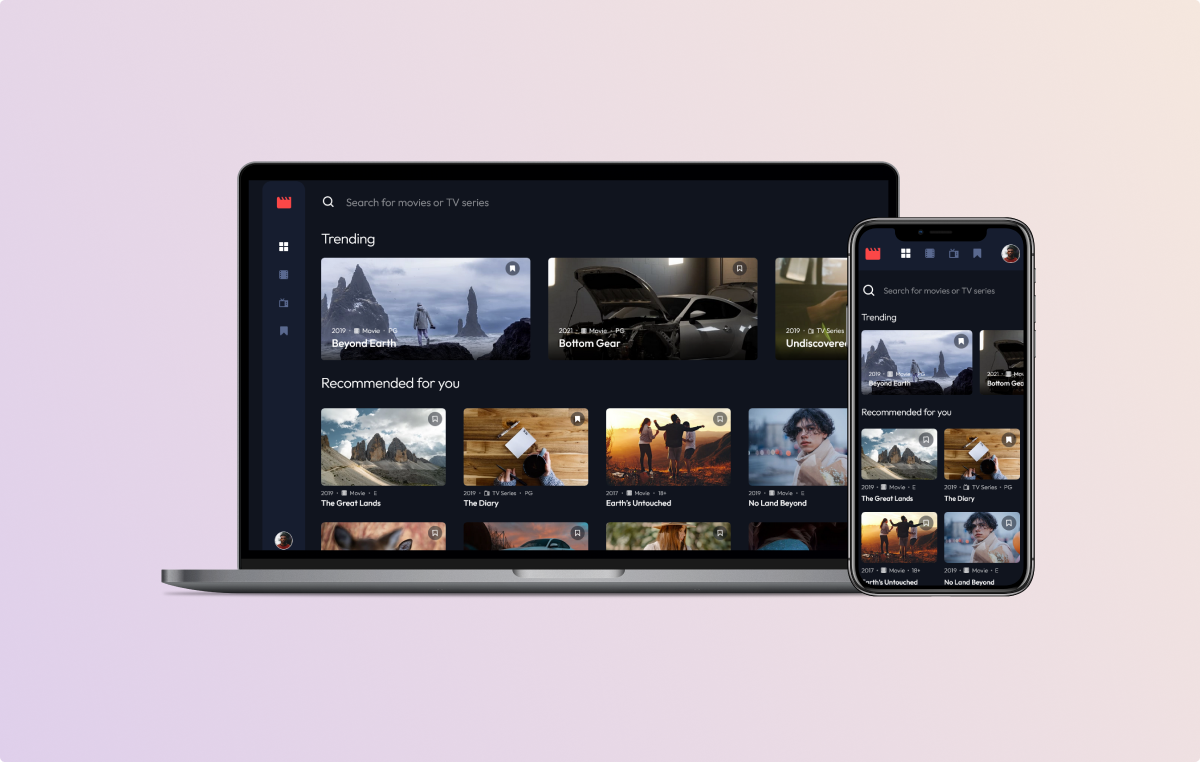 Search for movies or TV series
Trending
2019 • Movie • PG
Beyond Earth
2021 • Movie • PG
Bottom Gear
2019 • TV Series
Undiscovered
Recommended for you
2019 • Movie • E
The Great Lands
2019 • TV Series • PG
The Diary
2017 • Movie • 18+
Earth's Untouched
2019 • Movie • E
No Land Beyond
Search for movies or TV series
Trending
2019 • Movie • PG
Beyond Earth
2021 • Mov
Bottom Gea
Recommended for you
2019 • Movie • E
The Great Lands
2019 • TV Series • PG
The Diary
2017 • Movie • 18+
Earth's Untouched
2019 • Movie • E
No Land Beyond